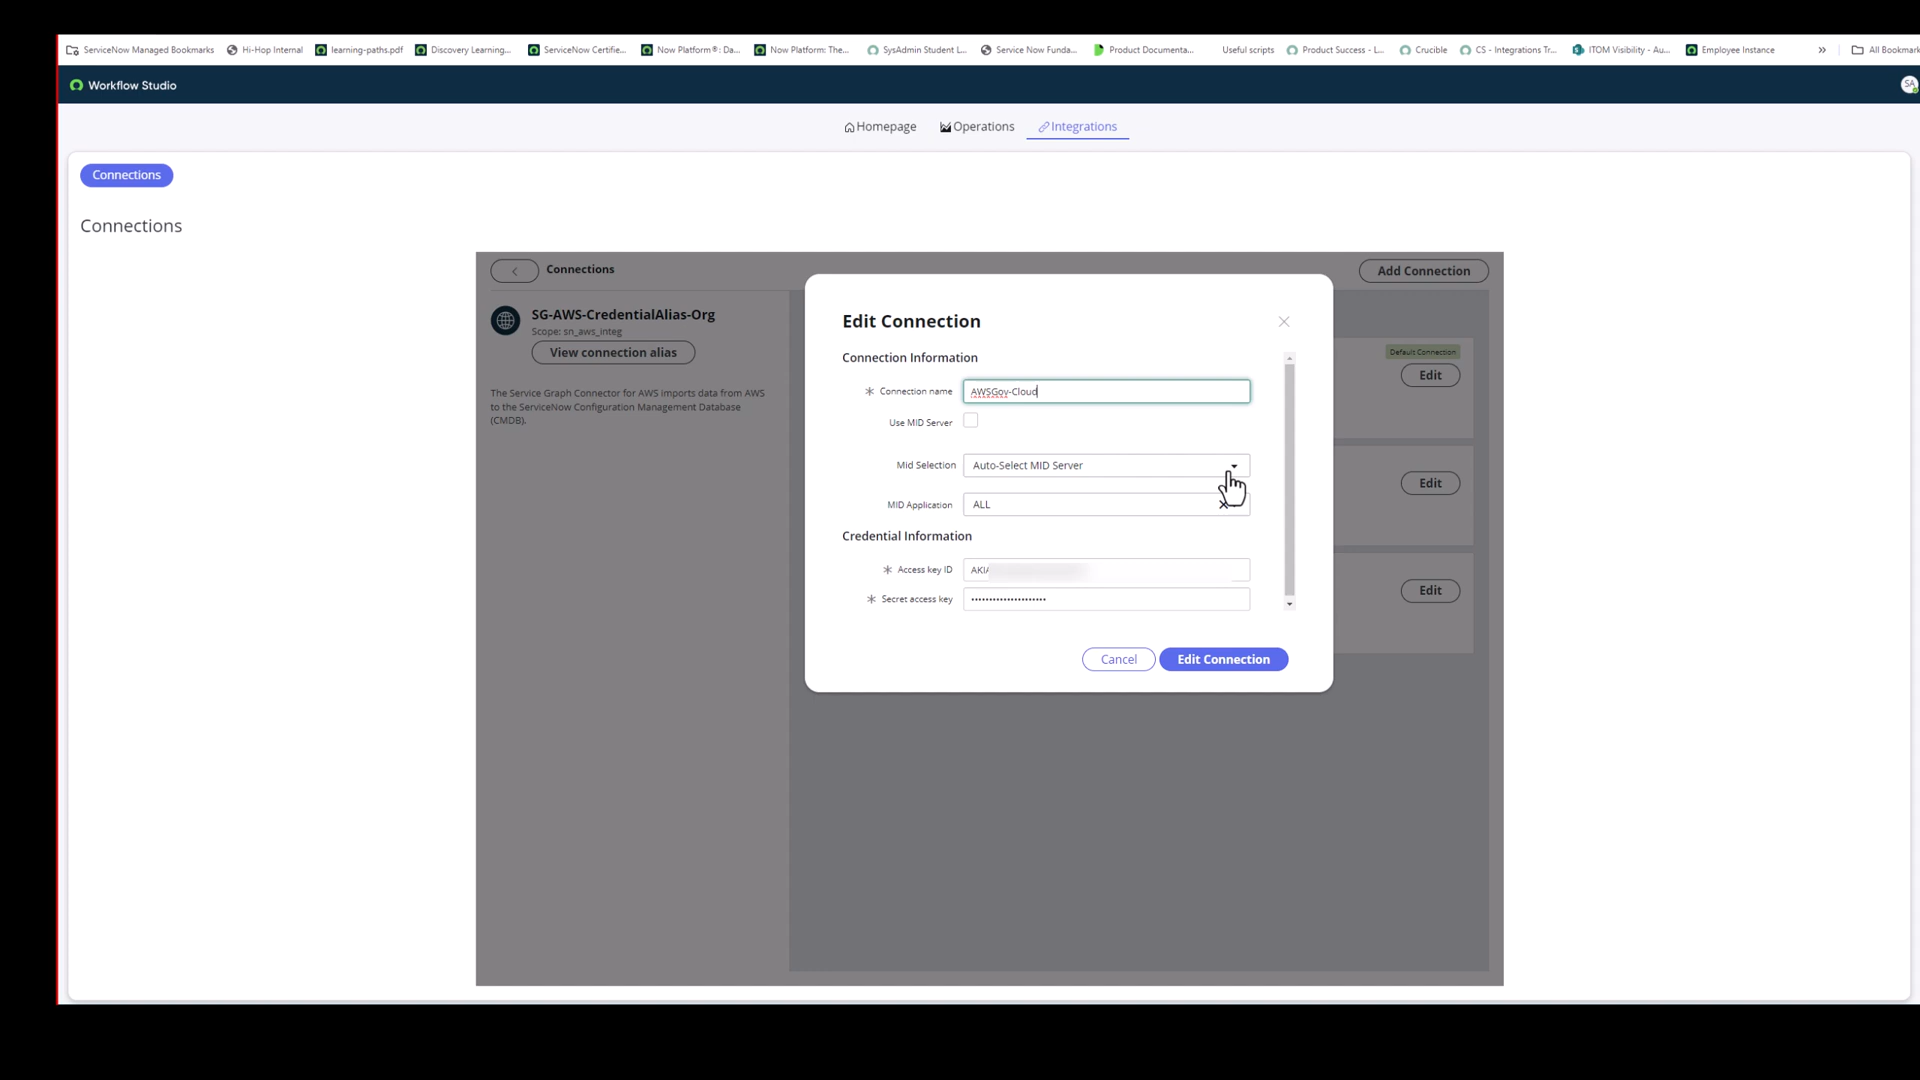 ServiceNow Managed Bookmarks Hi-Hop Internal learning-paths.pdf Discovery Learning... ServiceNow Certifie... Now Platform®: Da... Now Platform: The... SysAdmin Student L... Service Now Funda... Product Documenta... Useful scripts Product Success - L... Crucible CS - Integrations Tr... ITOM Visibility - Au... Employee Instance » All Bookmark
Workflow Studio SA
Homepage Operations Integrations
Connections
Connections
< Connections Add Connection
SG-AWS-CredentialAlias-Org
Scope: sn_aws_integ
View connection alias
The Service Graph Connector for AWS imports data from AWS
to the ServiceNow Configuration Management Database
(CMDB).
Default Connection
Edit
Edit
Edit
Edit Connection
Connection Information
Connection name AWSGov-Cloud
Use MID Server
Mid Selection Auto-Select MID Server
MID Application ALL
Credential Information
Access key ID AKIA
Secret access key
Cancel Edit Connection